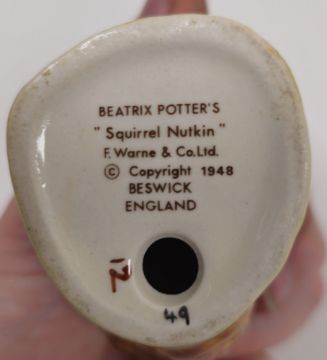 BEATRIX POTTER'S
" Squirrel Nutkin "
F. Warne & Co. Ltd.
© Copyright 1948
BESWICK
ENGLAND
49